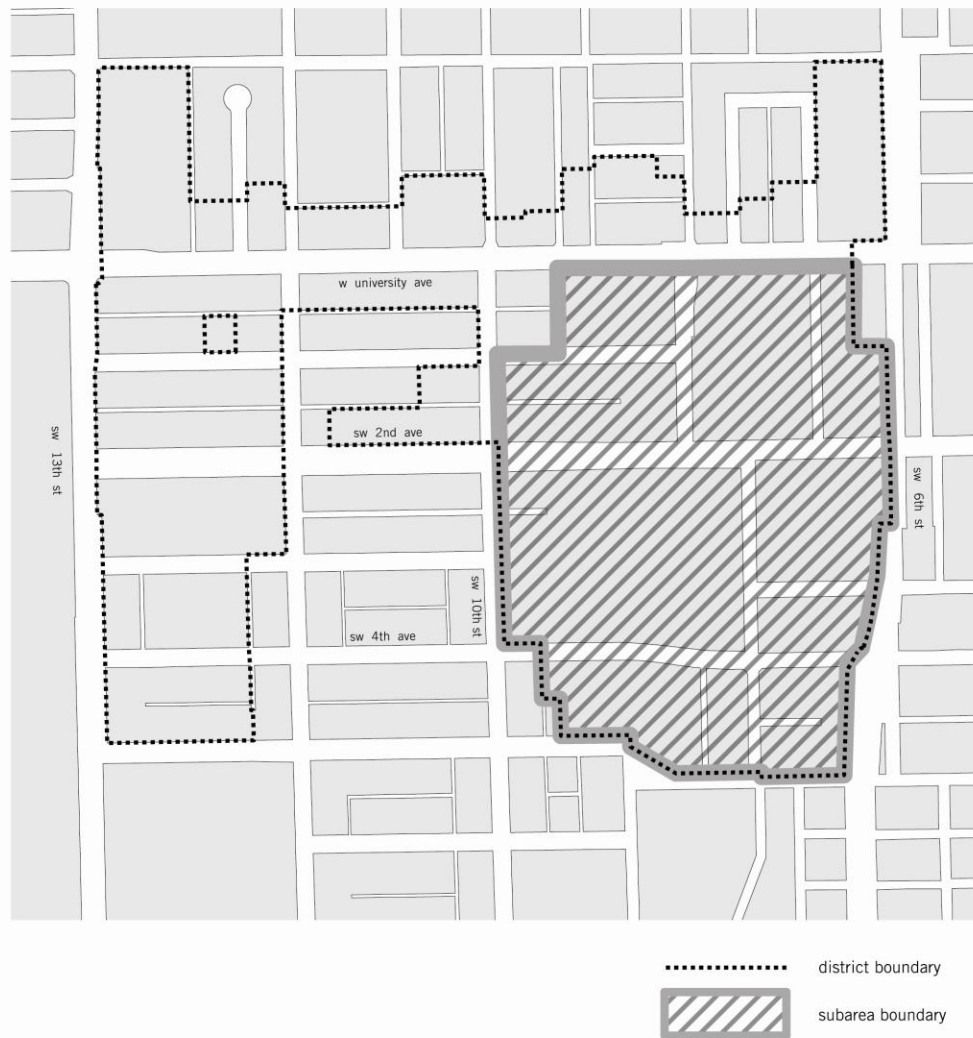 w university ave
sw 2nd ave
sw 13th st
sw 6th st
sw 10th st
sw 4th ave
district boundary
subarea boundary